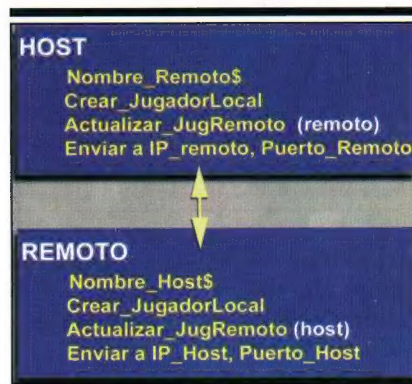 HOST
Nombre_Remoto$
Crear_JugadorLocal
Actualizar_JugRemoto (remoto)
Enviar a IP_remoto, Puerto_Remoto
REMOTO
Nombre_Host$
Crear_JugadorLocal
Actualizar_JugRemoto (host)
Enviar a IP_Host, Puerto_Host